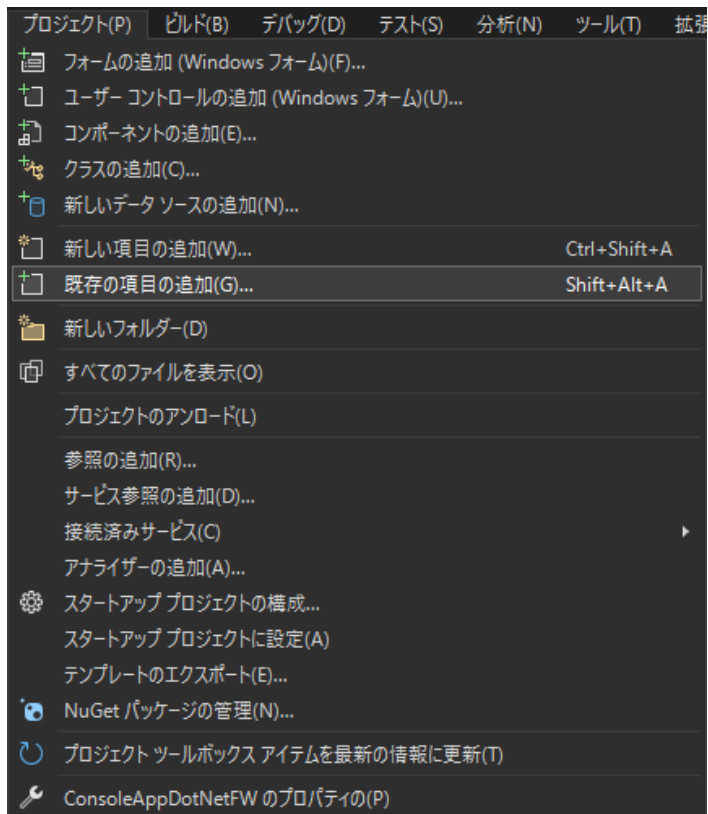 プロジェクト(P) ビルド(B) デバッグ(D) テスト(S) 分析(N) ツール(T) 拡張
フォームの追加 (Windows フォーム)(F)...
ユーザー コントロールの追加 (Windows フォーム)(U)...
コンポーネントの追加(E)...
クラスの追加(C)...
新しいデータ ソースの追加(N)...
新しい項目の追加(W)... Ctrl+Shift+A
既存の項目の追加(G)... Shift+Alt+A
新しいフォルダー(D)
すべてのファイルを表示(O)
プロジェクトのアンロード(L)
参照の追加(R)...
サービス参照の追加(D)...
接続済みサービス(C)
アナライザーの追加(A)...
スタートアップ プロジェクトの構成...
スタートアップ プロジェクトに設定(A)
テンプレートのエクスポート(E)...
NuGet パッケージの管理(N)...
プロジェクト ツールボックス アイテムを最新の情報に更新(T)
ConsoleAppDotNetFW のプロパティの(P)